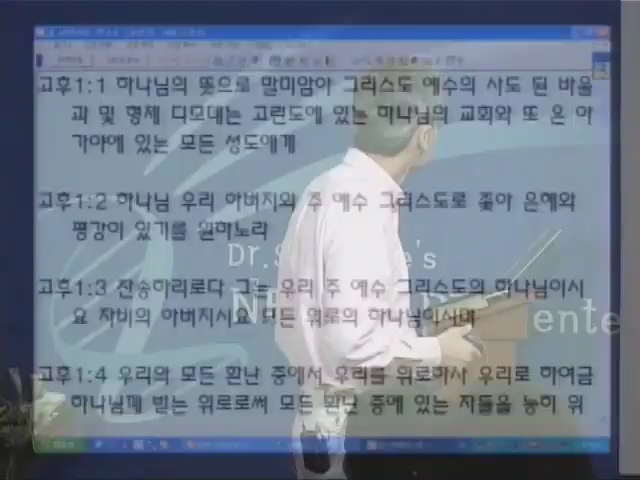 고후1:1 하나님의 뜻으로 말미암아 그리스도 예수의 사도 된 바울
과 및 형제 디모데는 고린도에 있는 하나님의 교회와 또 온 아
가야에 있는 모든 성도에게
고후1:2 하나님 우리 아버지와 주 예수 그리스도로 좇아 은혜와
평강이 있기를 원하노라
Dr.S e's
고후1:3 찬송하리로다 그는 우리 주 예수 그리스도의 하나님이시
요 자비의 아버지시요 모든 위로의 하나님이시며
ente
고후1:4 우리의 모든 환난 중에서 우리를 위로하사 우리로 하여금
하나님께 받는 위로로써 모든 환난 중에 있는 자들을 능히 위